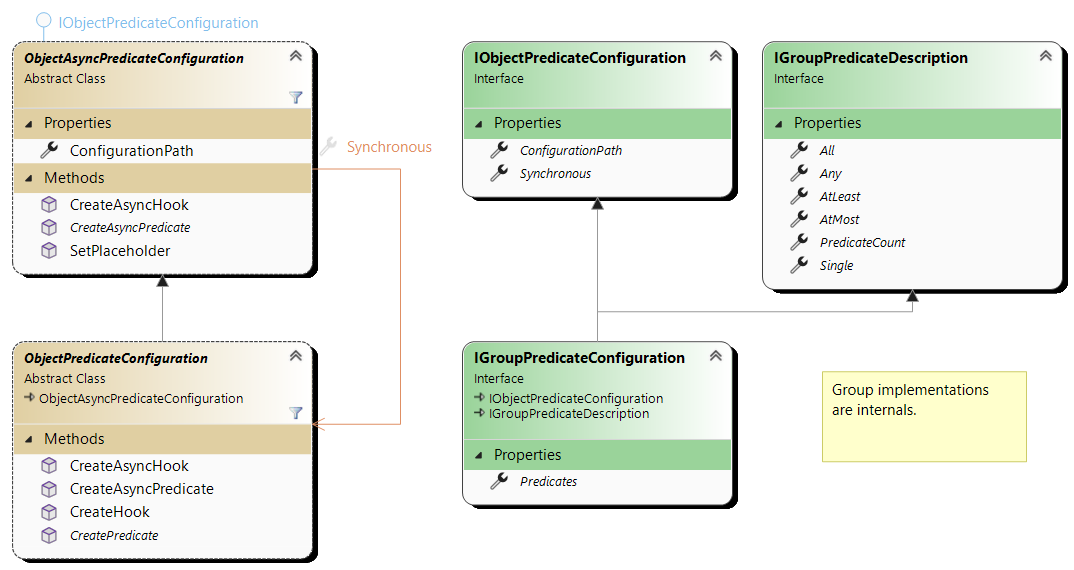 IObjectPredicateConfiguration
ObjectAsyncPredicateConfiguration
Abstract Class
Properties
ConfigurationPath
Methods
CreateAsyncHook
CreateAsyncPredicate
SetPlaceholder
Synchronous
ObjectPredicateConfiguration
Abstract Class
ObjectAsyncPredicateConfiguration
Methods
CreateAsyncHook
CreateAsyncPredicate
CreateHook
CreatePredicate
IObjectPredicateConfiguration
Interface
Properties
ConfigurationPath
Synchronous
IGroupPredicateDescription
Interface
Properties
All
Any
AtLeast
AtMost
PredicateCount
Single
IGroupPredicateConfiguration
Interface
IObjectPredicateConfiguration
IGroupPredicateDescription
Properties
Predicates
Group implementations
are internals.